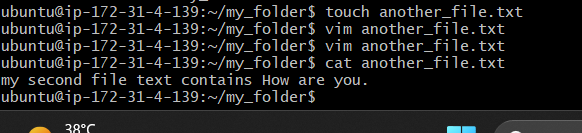 ubuntu@ip-172-31-4-139:~/my_folder$ touch another_file.txt
ubuntu@ip-172-31-4-139:~/my_folder$ vim another_file.txt
ubuntu@ip-172-31-4-139:~/my_folder$ vim another_file.txt
ubuntu@ip-172-31-4-139:~/my_folder$ cat another_file.txt
my second file text contains How are you.
ubuntu@ip-172-31-4-139:~/my_folder$
38°C